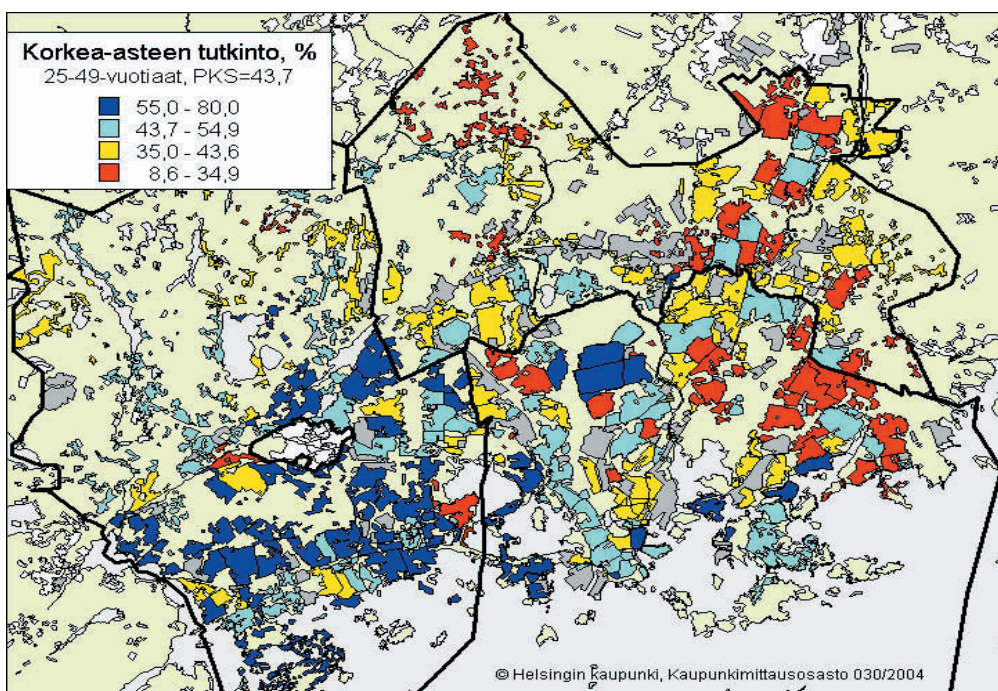 Korkea-asteen tutkinto, %
25-49-vuotiaat, PKS=43,7
55,0 - 80,0
43,7 - 54,9
35,0 - 43,6
8,6 - 34,9
© Helsingin kaupunki, Kaupunkimittausosasto 030/2004